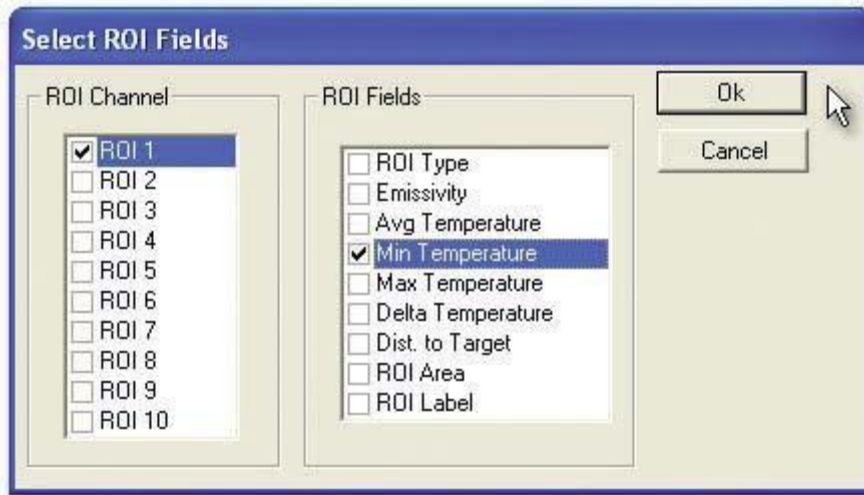 Select ROI Fields
ROI Channel
ROI 1
ROI 2
ROI 3
ROI 4
ROI 5
ROI 6
ROI 7
ROI 8
ROI 9
ROI 10
ROI Fields
ROI Type
Emissivity
Avg Temperature
Min Temperature
Max Temperature
Delta Temperature
Dist. to Target
ROI Area
ROI Label
Ok
Cancel